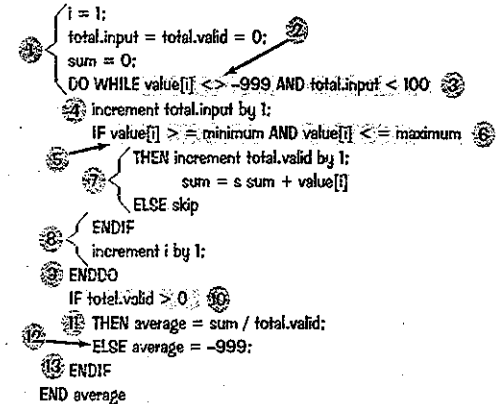 i = 1;
total.input = total.valid = 0;
2
1 sum = 0;
DO WHILE value[i] <> -999 AND total.input < 100 3
4 increment total.input by 1;
IF value[i] > = minimum AND value[i] < = maximum 6
5
THEN increment total.valid by 1;
7 sum = s sum + value[i]
ELSE skip
8 ENDIF
increment i by 1;
9 ENDDO
IF total.valid > 0 10
11 THEN average = sum / total.valid;
12 ELSE average = -999;
13 ENDIF
END average